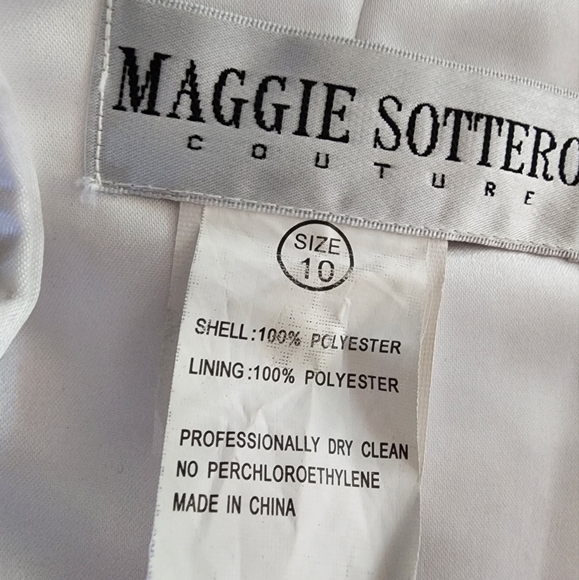 MAGGIE SOTTERO
COUTURE
SIZE
10
SHELL:100% POLYESTER
LINING:100% POLYESTER
PROFESSIONALLY DRY CLEAN
NO PERCHLOROETHYLENE
MADE IN CHINA